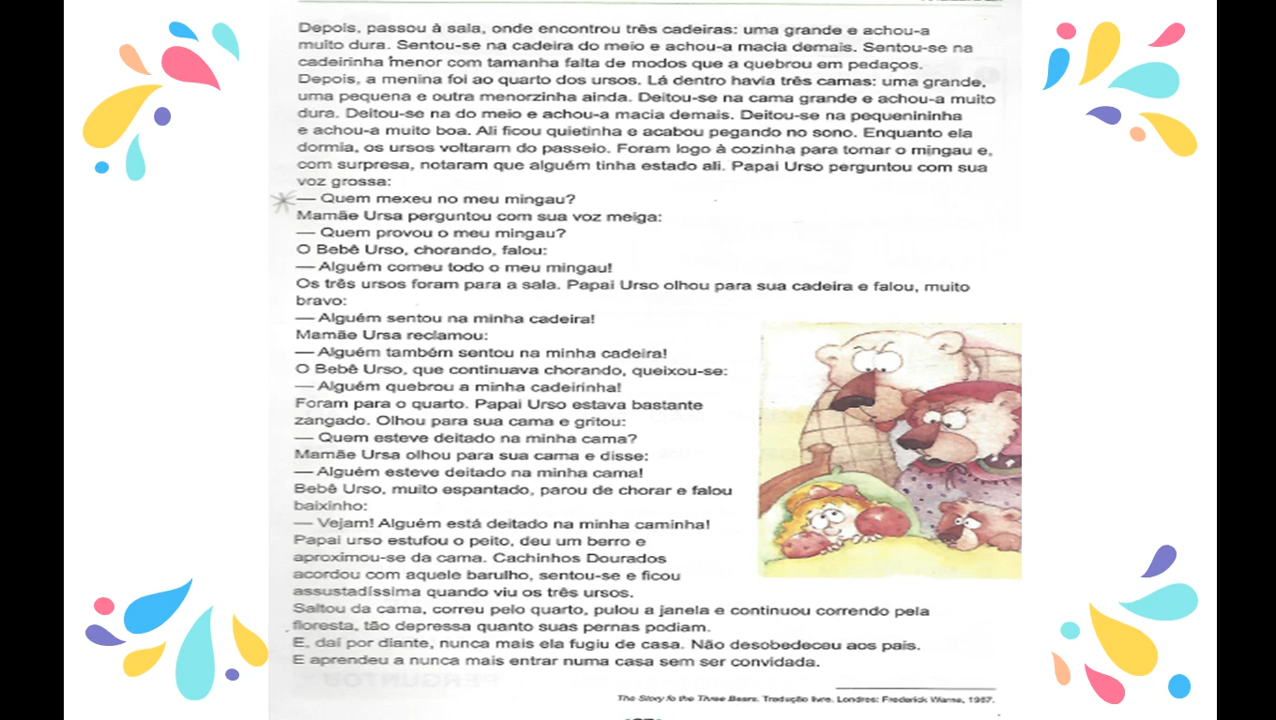 Depois, passou à sala, onde encontrou três cadeiras: uma grande e achou-a
muito dura. Sentou-se na cadeira do meio e achou-a macia demais. Sentou-se na
cadeirinha menor com tamanha falta de modos que a quebrou em pedaços.
Depois, a menina foi ao quarto dos ursos. Lá dentro havia três camas: uma grande,
uma pequena e outra menorzinha ainda. Deitou-se na cama grande e achou-a muito
dura. Deitou-se na do meio e achou-a macia demais. Deitou-se na pequenininha
e achou-a muito boa. Ali ficou quietinha e acabou pegando no sono. Enquanto ela
dormia, os ursos voltaram do passeio. Foram logo à cozinha para tomar o mingau e,
com surpresa, notaram que alguém tinha estado ali. Papai Urso perguntou com sua
voz grossa:
— Quem mexeu no meu mingau?
Mamãe Ursa perguntou com sua voz meiga:
— Quem provou o meu mingau?
O Bebê Urso, chorando, falou:
— Alguém comeu todo o meu mingau!
Os três ursos foram para a sala. Papai Urso olhou para sua cadeira e falou, muito
bravo:
— Alguém sentou na minha cadeira!
Mamãe Ursa reclamou:
— Alguém também sentou na minha cadeira!
O Bebê Urso, que continuava chorando, queixou-se:
— Alguém quebrou a minha cadeirinha!
Foram para o quarto. Papai Urso estava bastante
zangado. Olhou para sua cama e gritou:
— Quem esteve deitado na minha cama?
Mamãe Ursa olhou para sua cama e disse:
— Alguém esteve deitado na minha cama!
Bebê Urso, muito espantado, parou de chorar e falou
baixinho:
— Vejam! Alguém está deitado na minha caminha!
Papai urso estufou o peito, deu um berro e
aproximou-se da cama. Cachinhos Dourados
acordou com aquele barulho, sentou-se e ficou
assustadíssima quando viu os três ursos.
Saltou da cama, correu pelo quarto, pulou a janela e continuou correndo pela
floresta, tão depressa quanto suas pernas podiam.
E, daí por diante, nunca mais ela fugiu de casa. Não desobedeceu aos pais.
E aprendeu a nunca mais entrar numa casa sem ser convidada.
The Story fo the Three Bears. Tradução livre. Londres: Frederick Warne, 1967.